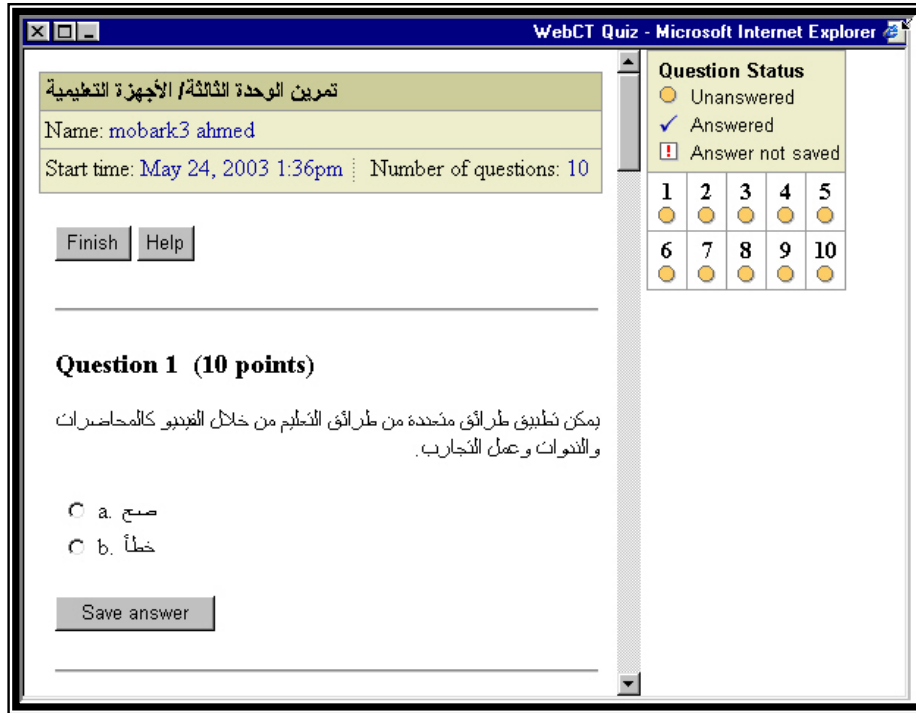 WebCT Quiz - Microsoft Internet Explorer
تمرين الوحدة الثالثة/ الأجهزة التعليمية
Name: mobark3 ahmed
Start time: May 24, 2003 1:36pm Number of questions: 10
Finish Help
Question 1 (10 points)
يمكن تطبيق طرائق متعددة من طرائق التعليم من خلال الفيديو كالمحاضرات
والندوات وعمل التجارب.
a. صح
b. خطأ
Save answer
Question Status
Unanswered
Answered
! Answer not saved
1 2 3 4 5
6 7 8 9 10